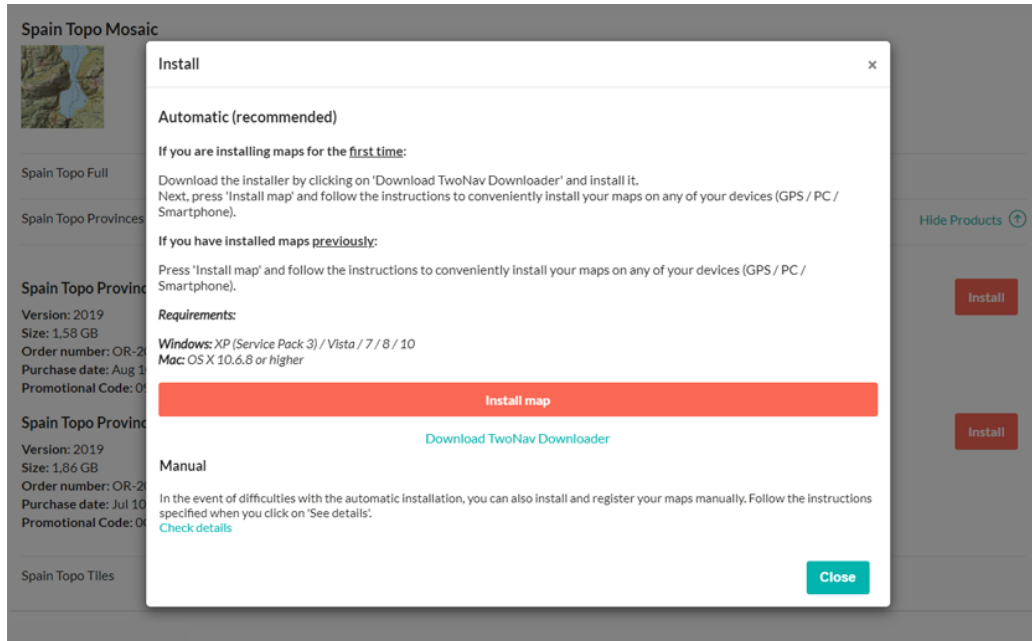 Spain Topo Mosaic
Install
×
Automatic (recommended)
If you are installing maps for the first time:
Download the installer by clicking on 'Download TwoNav Downloader' and install it.
Next, press 'Install map' and follow the instructions to conveniently install your maps on any of your devices (GPS / PC /
Smartphone).
If you have installed maps previously:
Press 'Install map' and follow the instructions to conveniently install your maps on any of your devices (GPS / PC /
Smartphone).
Requirements:
Windows: XP (Service Pack 3) / Vista / 7 / 8 / 10
Mac: OS X 10.6.8 or higher
Install map
Download TwoNav Downloader
Manual
In the event of difficulties with the automatic installation, you can also install and register your maps manually. Follow the instructions
specified when you click on 'See details'.
Check details
Close
Spain Topo Full
Spain Topo Provinces
Hide Products
Spain Topo Provinc
Install
Version: 2019
Size: 1,58 GB
Order number: OR-20
Purchase date: Aug 1
Promotional Code:
Spain Topo Provinc
Install
Version: 2019
Size: 1,86 GB
Order number: OR-2
Purchase date: Jul 10
Promotional Code:
Spain Topo Tiles